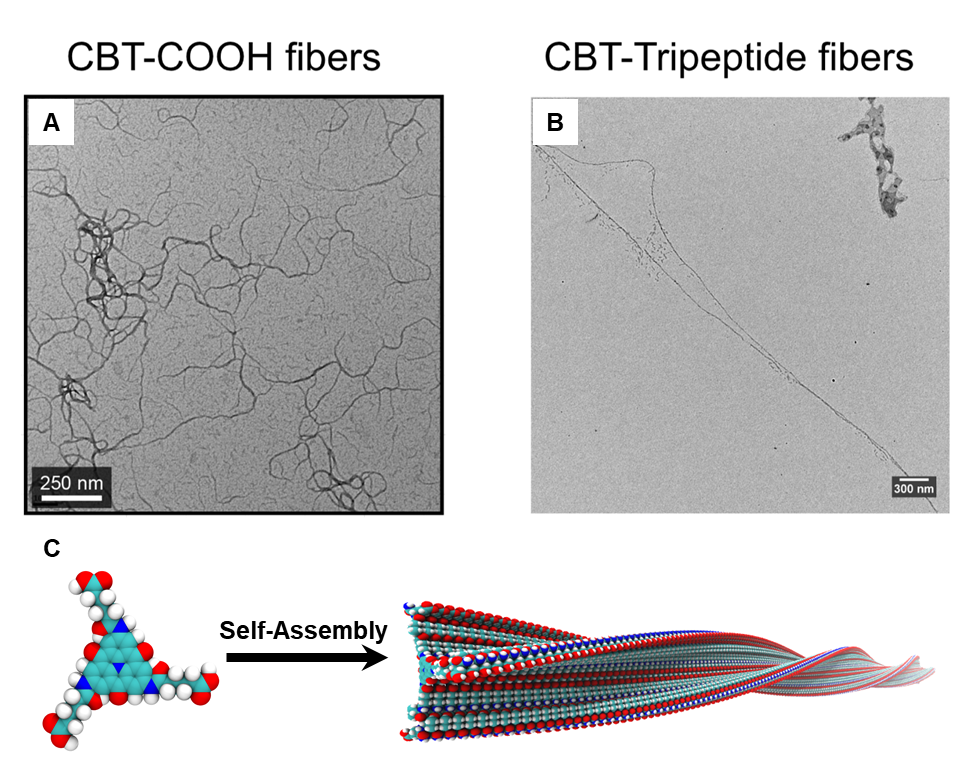 CBT-COOH fibers
CBT-Tripeptide fibers
A
B
250 nm
300 nm
C
Self-Assembly